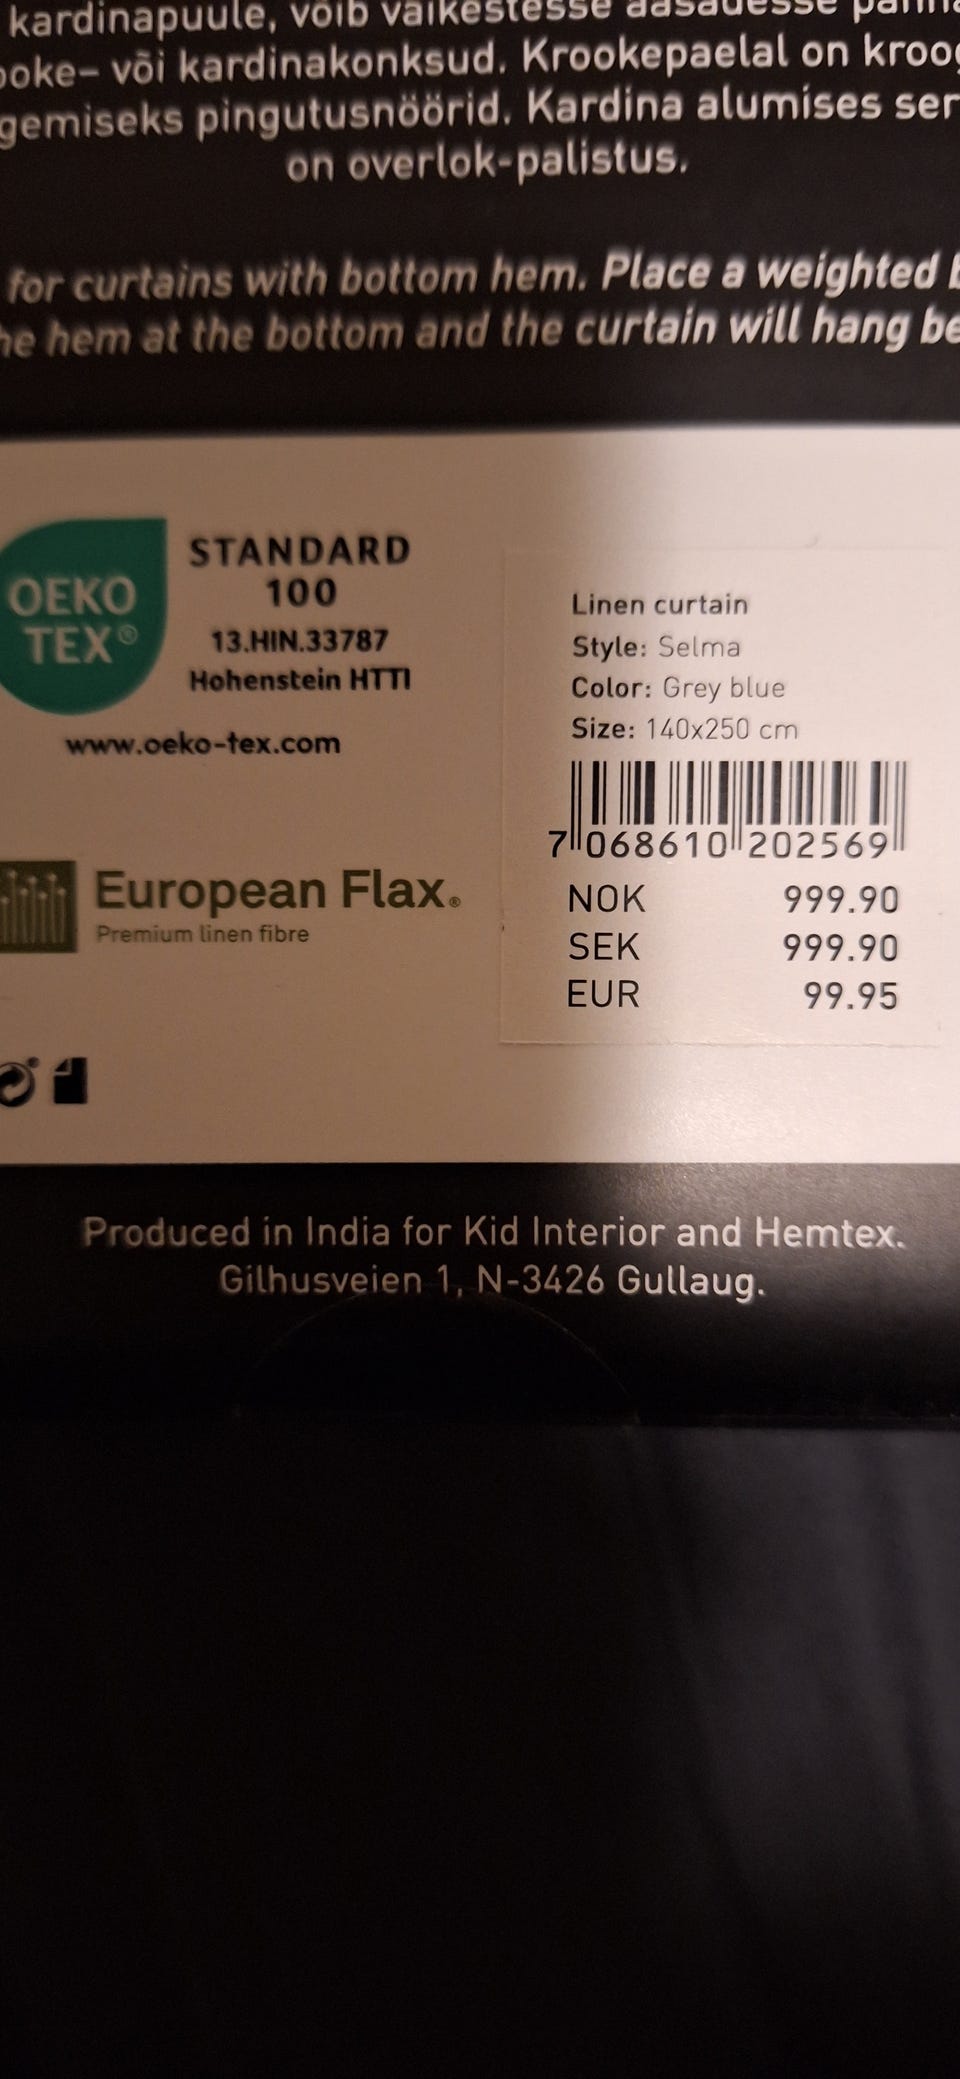 kardinapuule, võib väikestesse aasadesse
või kardinakonksud. Krookepaelal on
pingutusnöörid. Kardina alumises
on overlok-palistus.
for curtains with bottom hem. Place a weighted
hem at the bottom and the curtain will hang
OEKO
TEX®
STANDARD
100
13.HIN.33787
Hohenstein HTTI
www.oeko-tex.com
European Flax®
Premium linen fibre
Linen curtain
Style: Selma
Color: Grey blue
Size: 140x250 cm
7 068610 202569
NOK 999.90
SEK 999.90
EUR 99.95
Produced in India for Kid Interior and Hemtex.
Gilhusveien 1, N-3426 Gullaug.